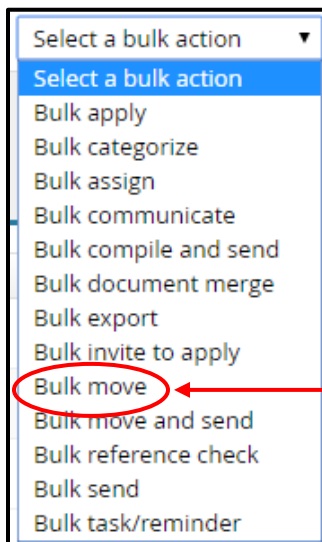 Select a bulk action
Select a bulk action
Bulk apply
Bulk categorize
Bulk assign
Bulk communicate
Bulk compile and send
Bulk document merge
Bulk export
Bulk invite to apply
Bulk move
Bulk move and send
Bulk reference check
Bulk send
Bulk task/reminder